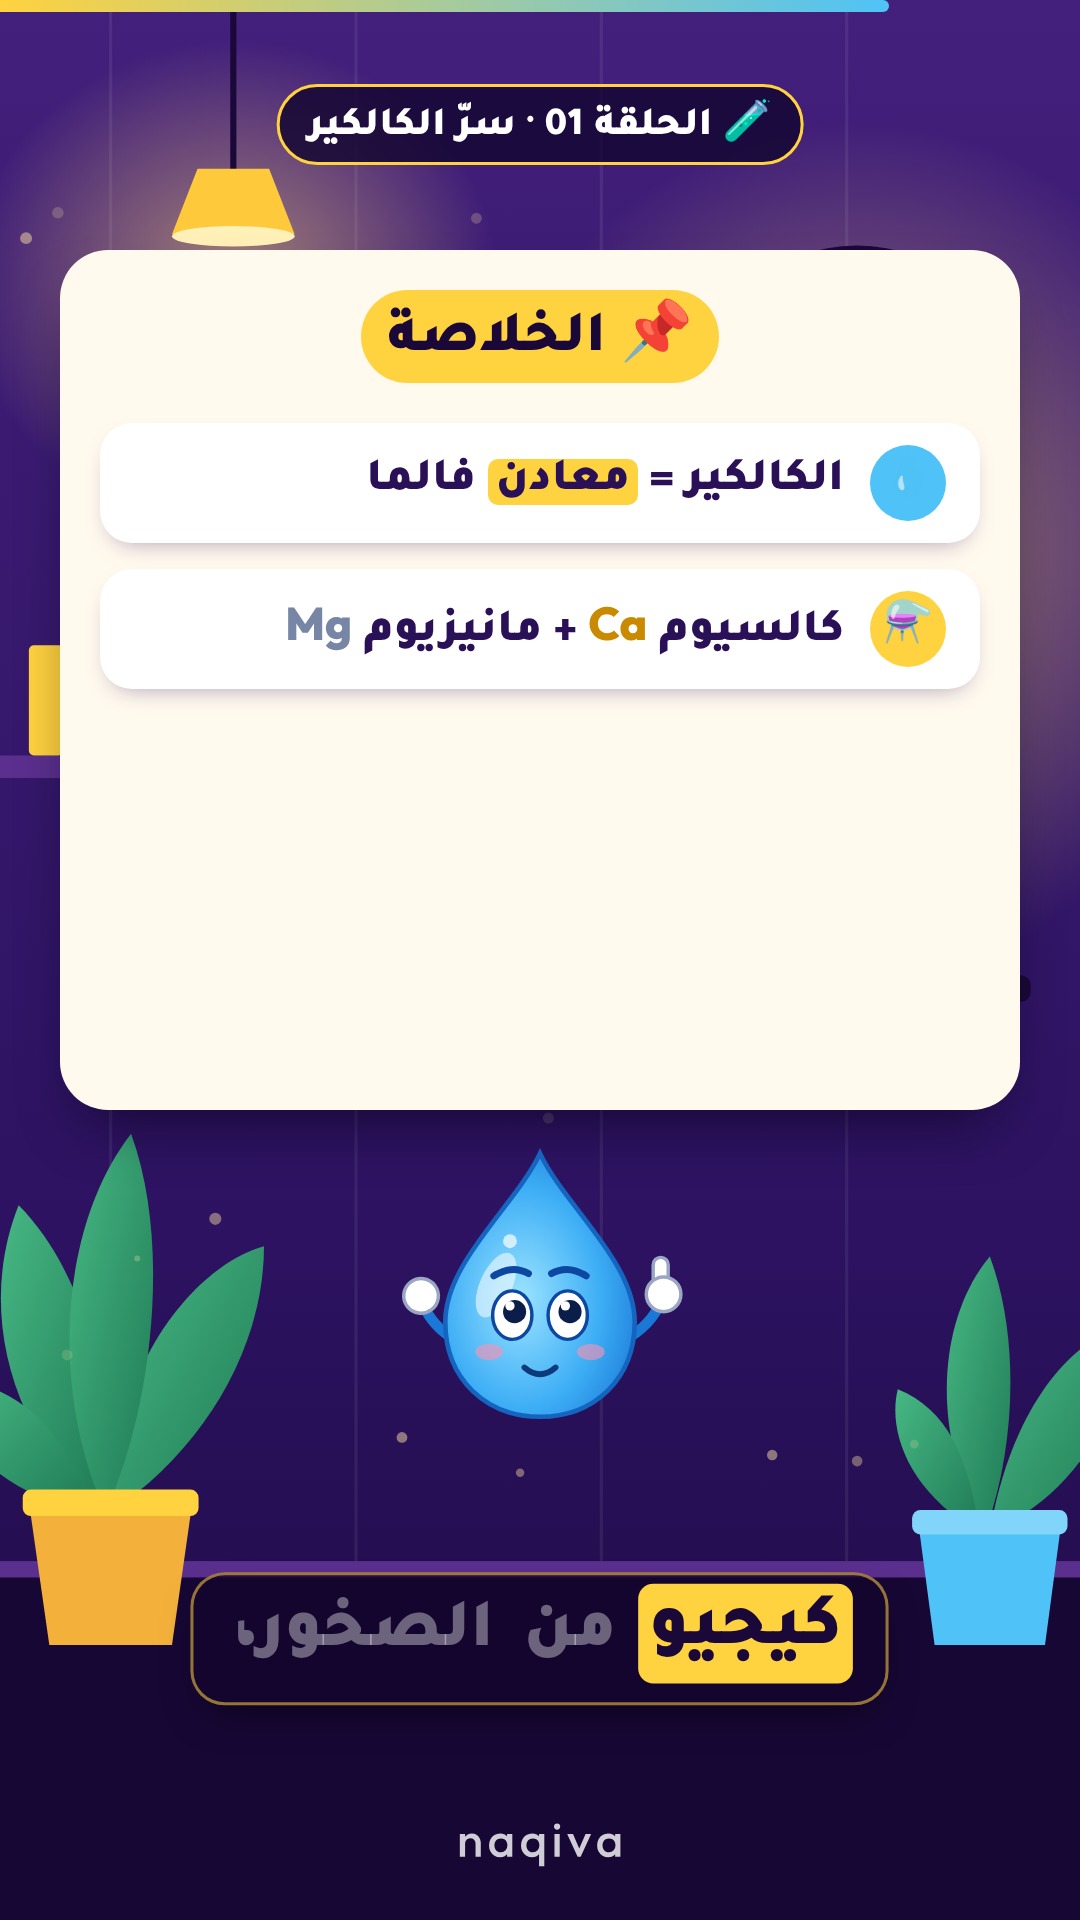 الحلقة 01 · سرّ الكالكير
الخلاصة
الكالكير = معادن فالما
كالسيوم Ca + مانيزيوم Mg
كيجيو من الصخور،
naqiva